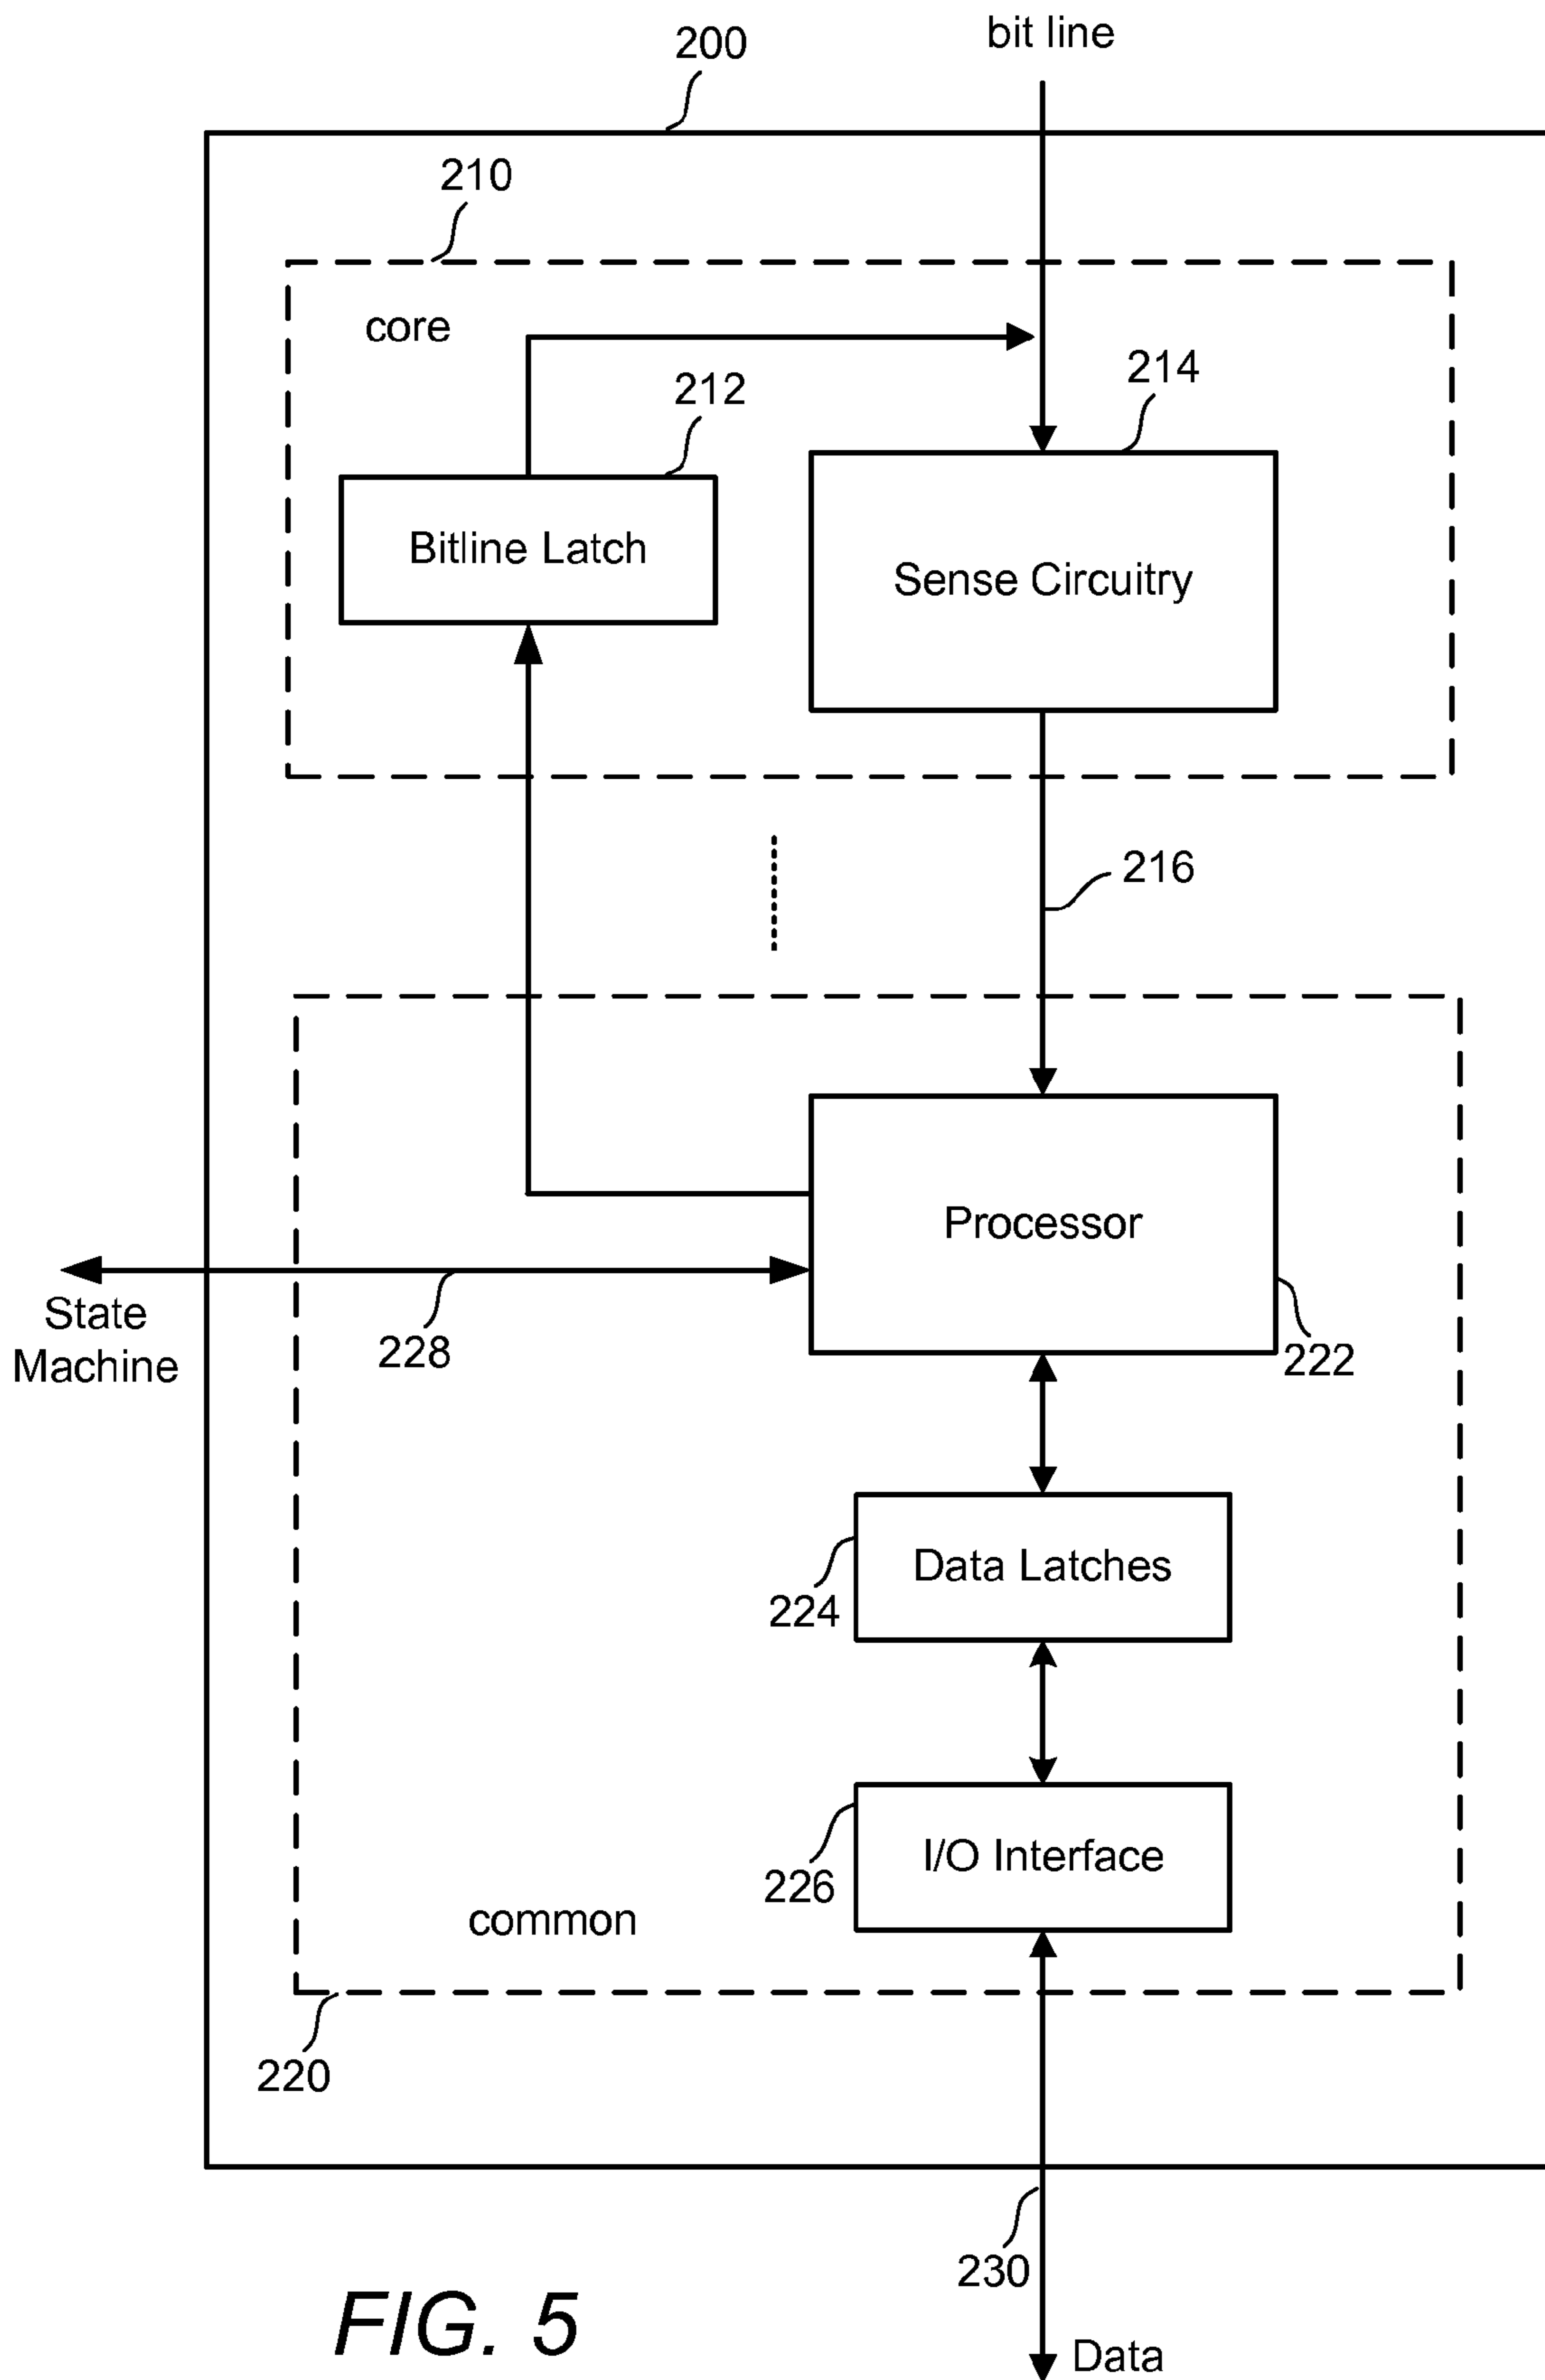 200
bit line
210
core
212
214
Bitline Latch
Sense Circuitry
216
Processor
State
Machine
228
222
Data Latches
224
I/O Interface
226
common
220
230
FIG. 5
Data